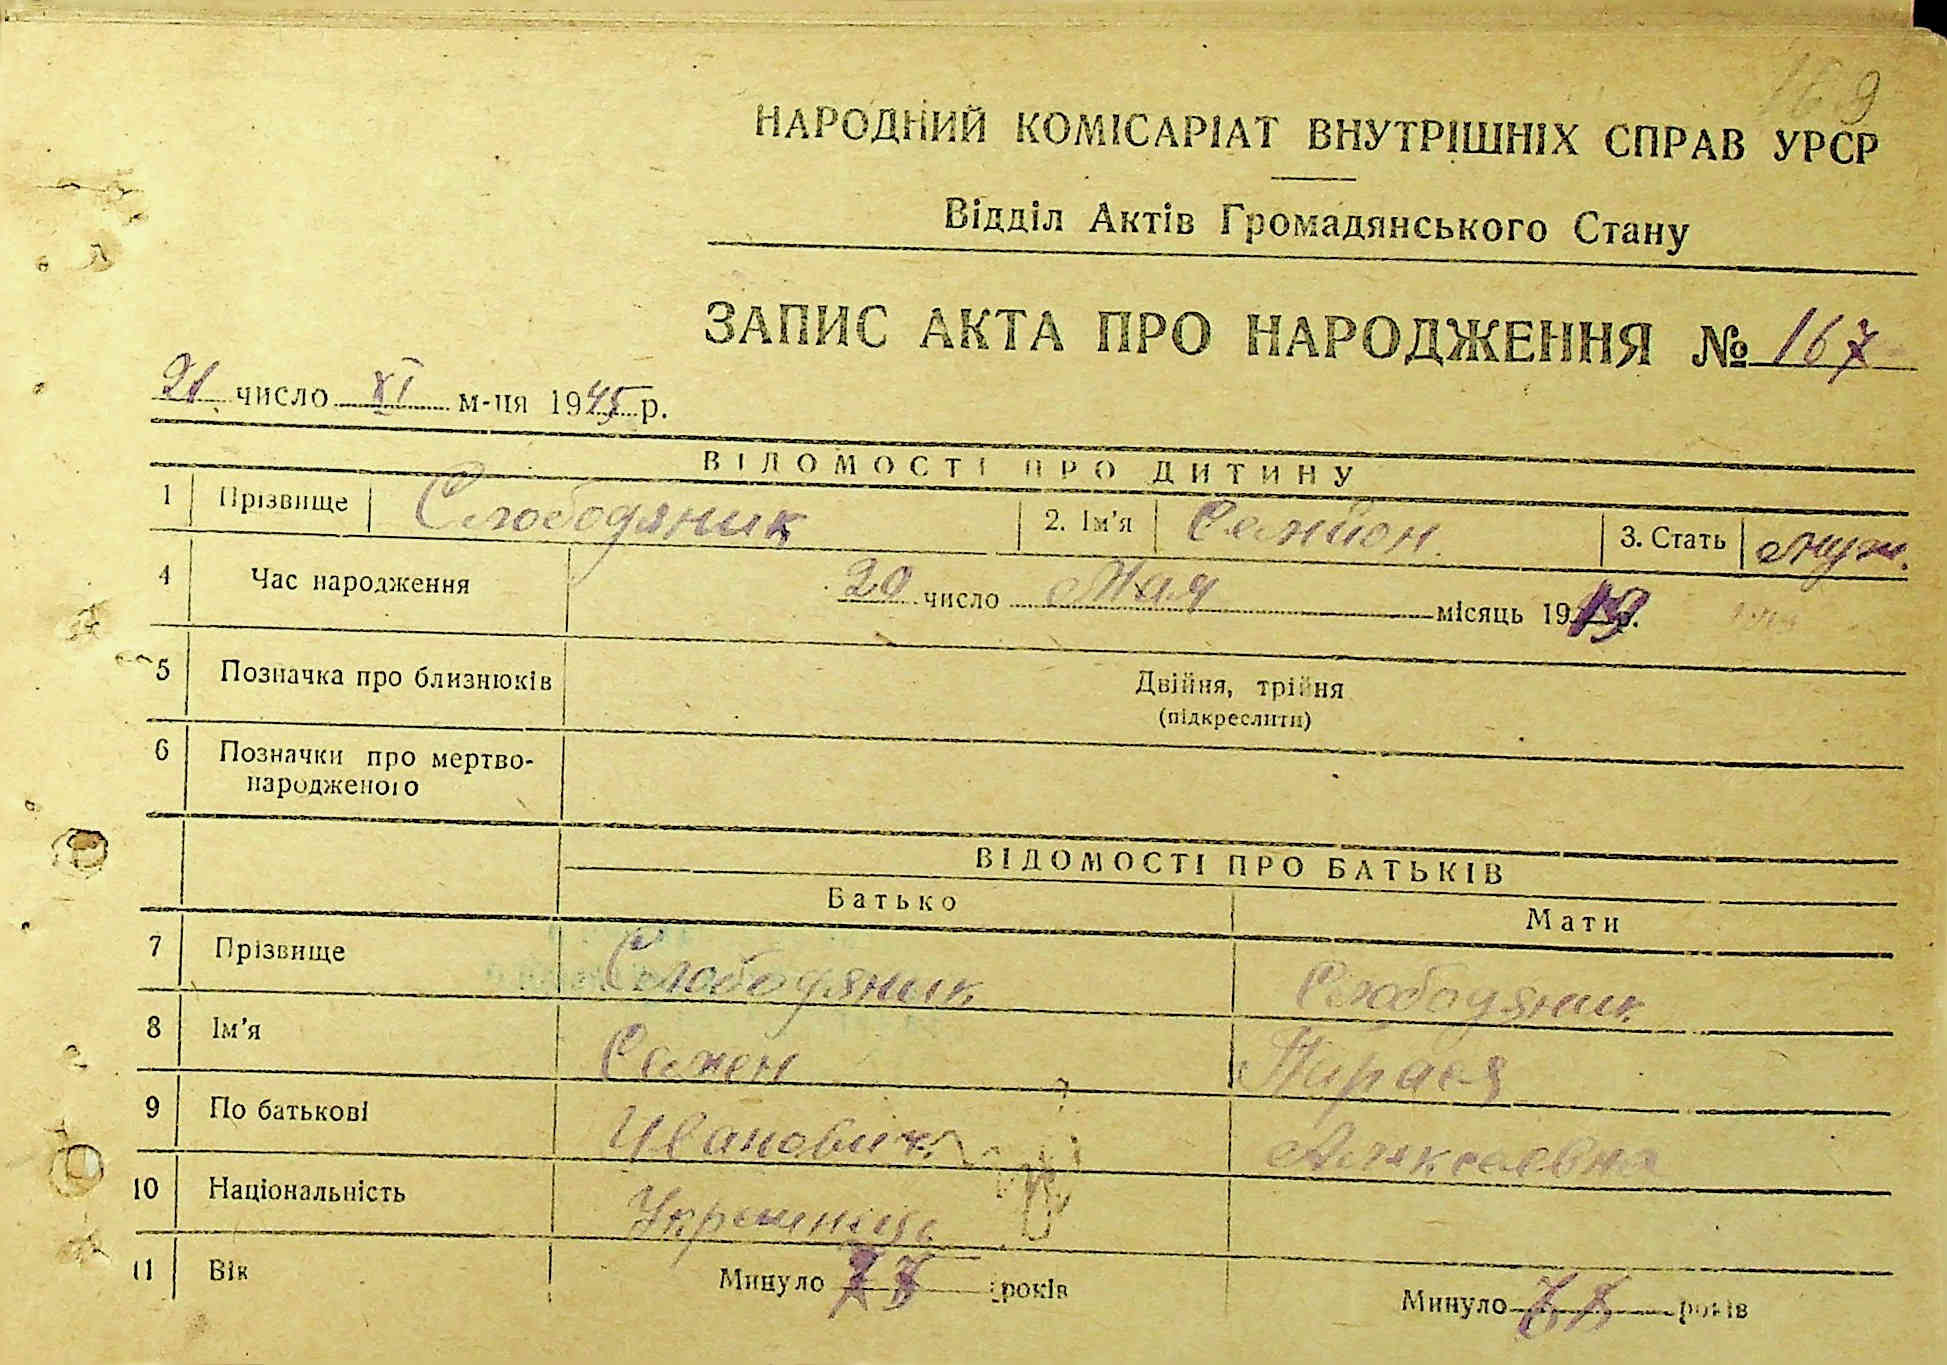 169
НАРОДНИЙ КОМІСАРІАТ ВНУТРІШНІХ СПРАВ УРСР
Відділ Актів Громадянського Стану
ЗАПИС АКТА ПРО НАРОДЖЕННЯ № 167
21 число XI м-ця 1945 р.
ВІДОМОСТІ ПРО ДИТИНУ
1 Прізвище Слободяник 2. Ім'я Семйон 3. Стать муж.
4 Час народження 20 число Мая місяць 19
5 Позначка про близнюків Двійня, трійня
(підкреслити)
6 Позначки про мертво-
народженого
ВІДОМОСТІ ПРО БАТЬКІВ
Батько Мати
7 Прізвище Слободяник Слободяник
8 Ім'я Семен Парася
9 По батькові Иванович Алексеевна
10 Національність Украинець
11 Вік Минуло років Минуло років